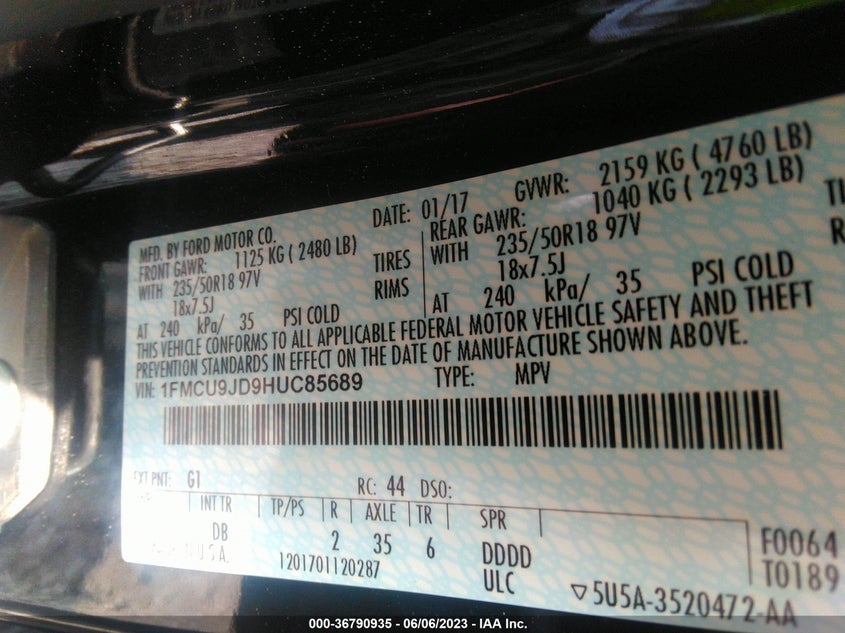 MFD. BY FORD MOTOR CO.
DATE: 01/17
GVWR: 2159 KG ( 4760 LB)
FRONT GAWR: 1125 KG ( 2480 LB)
REAR GAWR: 1040 KG ( 2293 LB)
WITH 235/50R18 97V TIRES
WITH 235/50R18 97V
18x7.5J RIMS
18x7.5J
AT 240 kPa/ 35 PSI COLD
AT 240 kPa/ 35 PSI COLD
THIS VEHICLE CONFORMS TO ALL APPLICABLE FEDERAL MOTOR VEHICLE SAFETY AND THEFT
PREVENTION STANDARDS IN EFFECT ON THE DATE OF MANUFACTURE SHOWN ABOVE.
VIN: 1FMCU9JD9HUC85689 TYPE: MPV
EXT PNT: G1 RC: 44 DSO:
INT TR TP/PS R AXLE TR SPR
DB 2 35 6 DDDD
U.S.A. 1201701120287 ULC
F0064
T0189
5U5A-3520472-AA
000-36790935 - 06/06/2023 - IAA Inc.